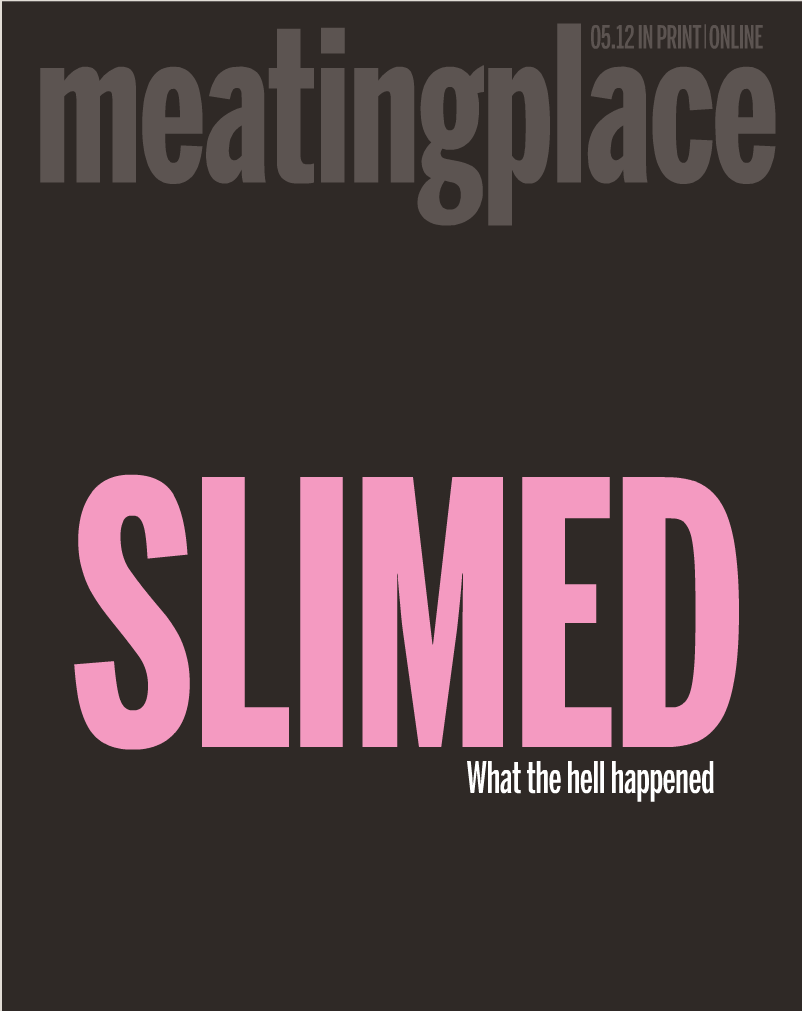 05.12 IN PRINT|ONLINE
meatingplace
SLIMED
What the hell happened